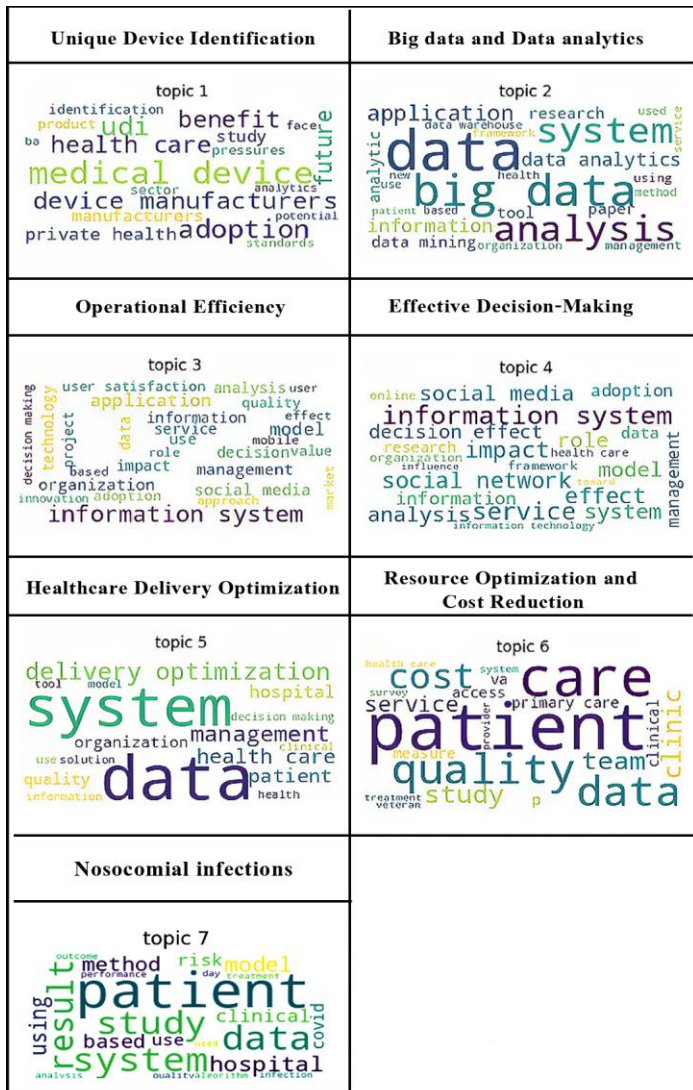 Unique Device Identification
Big data and Data analytics
topic 1
identification
product
udi
benefit
face
future
ba
health care
study
pressures
medical device
sector
analytics
device manufacturers
manufacturers
potential
private health
adoption
standards
topic 2
application
research
used
service
data warehouse
framework
system
data
analytic
data analytics
new
health
use
big data
using
method
patient
based
tool
paper
information
analysis
data mining
organization
management
Operational Efficiency
Effective Decision-Making
topic 3
decision making
technology
user satisfaction
analysis
user
application
quality
project
data
information
effect
service
model
use
mobile
role
decision
value
based
impact
management
organization
market
innovation
adoption
social media
approach
information system
topic 4
online
social media
adoption
information system
decision effect
role
data
research
impact
organization
health care
management
influence
framework
model
social network
toward
information
effect
analysis
service
system
information technology
Healthcare Delivery Optimization
Resource Optimization and
Cost Reduction
topic 5
delivery optimization
tool
model
hospital
system
decision making
organization
management
clinical
use
solution
data
health care
quality
patient
information
health
topic 6
health care
cost
system
va
care
survey
access
service
primary care
patient
provider
clinical
clinic
measure
quality
team
treatment
veteran
study
p
data
Nosocomial infections
topic 7
outcome
method
risk
model
performance
day
treatment
using
result
patient
study
clinical
covid
based
use
used
data
system
hospital
analysis
quality
algorithm
infection